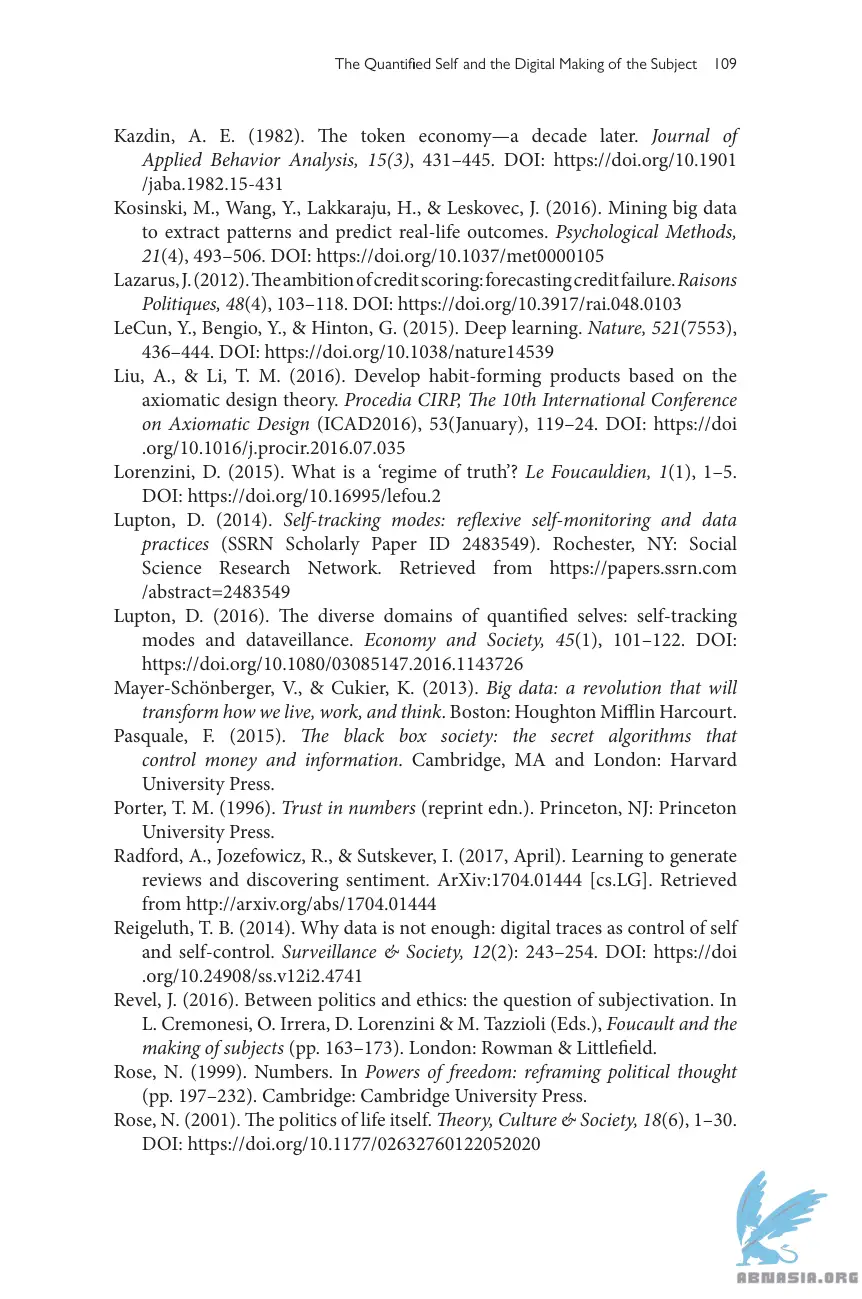 The Quantified Self and the Digital Making of the Subject 109
Kazdin, A. E. (1982). The token economy—a decade later. Journal of
Applied Behavior Analysis, 15(3), 431–445. DOI: https://doi.org/10.1901
/jaba.1982.15-431
Kosinski, M., Wang, Y., Lakkaraju, H., & Leskovec, J. (2016). Mining big data
to extract patterns and predict real-life outcomes. Psychological Methods,
21(4), 493–506. DOI: https://doi.org/10.1037/met0000105
Lazarus, J. (2012). The ambition of credit scoring: forecasting credit failure. Raisons
Politiques, 48(4), 103–118. DOI: https://doi.org/10.3917/rai.048.0103
LeCun, Y., Bengio, Y., & Hinton, G. (2015). Deep learning. Nature, 521(7553),
436–444. DOI: https://doi.org/10.1038/nature14539
Liu, A., & Li, T. M. (2016). Develop habit-forming products based on the
axiomatic design theory. Procedia CIRP, The 10th International Conference
on Axiomatic Design (ICAD2016), 53(January), 119–24. DOI: https://doi
.org/10.1016/j.procir.2016.07.035
Lorenzini, D. (2015). What is a ‘regime of truth’? Le Foucauldien, 1(1), 1–5.
DOI: https://doi.org/10.16995/lefou.2
Lupton, D. (2014). Self-tracking modes: reflexive self-monitoring and data
practices (SSRN Scholarly Paper ID 2483549). Rochester, NY: Social
Science Research Network. Retrieved from https://papers.ssrn.com
/abstract=2483549
Lupton, D. (2016). The diverse domains of quantified selves: self-tracking
modes and dataveillance. Economy and Society, 45(1), 101–122. DOI:
https://doi.org/10.1080/03085147.2016.1143726
Mayer-Schönberger, V., & Cukier, K. (2013). Big data: a revolution that will
transform how we live, work, and think. Boston: Houghton Mifflin Harcourt.
Pasquale, F. (2015). The black box society: the secret algorithms that
control money and information. Cambridge, MA and London: Harvard
University Press.
Porter, T. M. (1996). Trust in numbers (reprint edn.). Princeton, NJ: Princeton
University Press.
Radford, A., Jozefowicz, R., & Sutskever, I. (2017, April). Learning to generate
reviews and discovering sentiment. ArXiv:1704.01444 [cs.LG]. Retrieved
from http://arxiv.org/abs/1704.01444
Reigeluth, T. B. (2014). Why data is not enough: digital traces as control of self
and self-control. Surveillance & Society, 12(2): 243–254. DOI: https://doi
.org/10.24908/ss.v12i2.4741
Revel, J. (2016). Between politics and ethics: the question of subjectivation. In
L. Cremonesi, O. Irrera, D. Lorenzini & M. Tazzioli (Eds.), Foucault and the
making of subjects (pp. 163–173). London: Rowman & Littlefield.
Rose, N. (1999). Numbers. In Powers of freedom: reframing political thought
(pp. 197–232). Cambridge: Cambridge University Press.
Rose, N. (2001). The politics of life itself. Theory, Culture & Society, 18(6), 1–30.
DOI: https://doi.org/10.1177/02632760122052020
ABNASIA.ORG